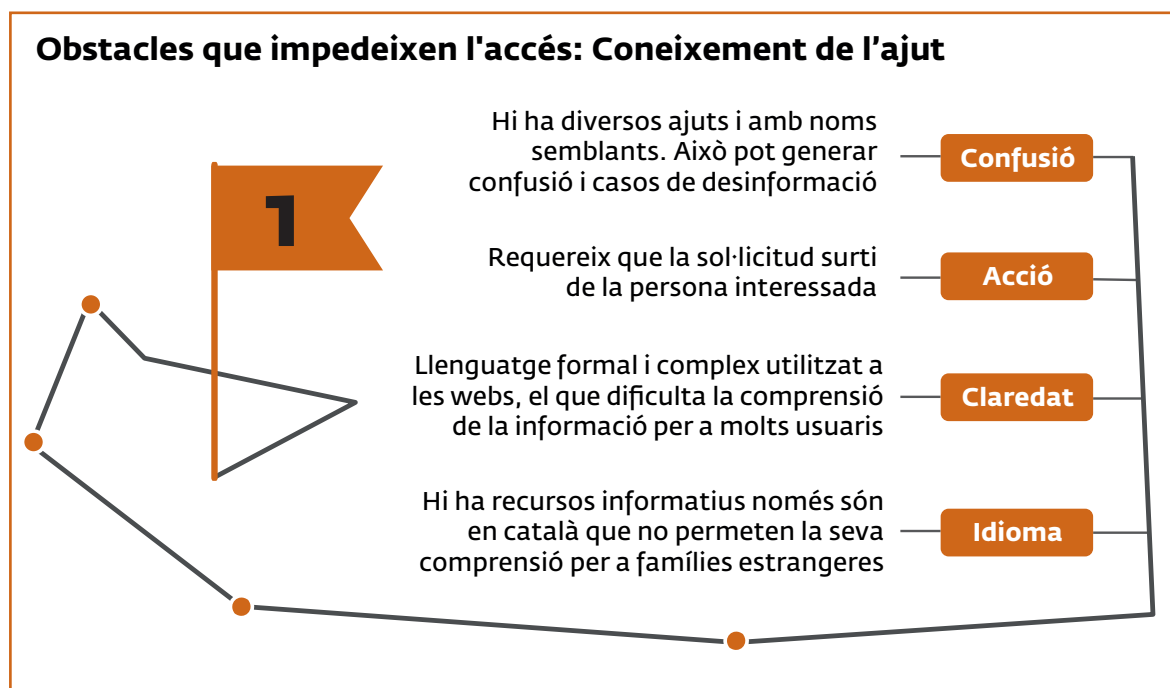 Obstacles que impedeixen l'accés: Coneixement de l’ajut
1
Hi ha diversos ajuts i amb noms
semblants. Això pot generar
confusió i casos de desinformació
Confusió
Requereix que la sol·licitud surti
de la persona interessada
Acció
Llenguatge formal i complex utilitzat a
les webs, el que dificulta la comprensió
de la informació per a molts usuaris
Claredat
Hi ha recursos informatius només són
en català que no permeten la seva
comprensió per a famílies estrangeres
Idioma